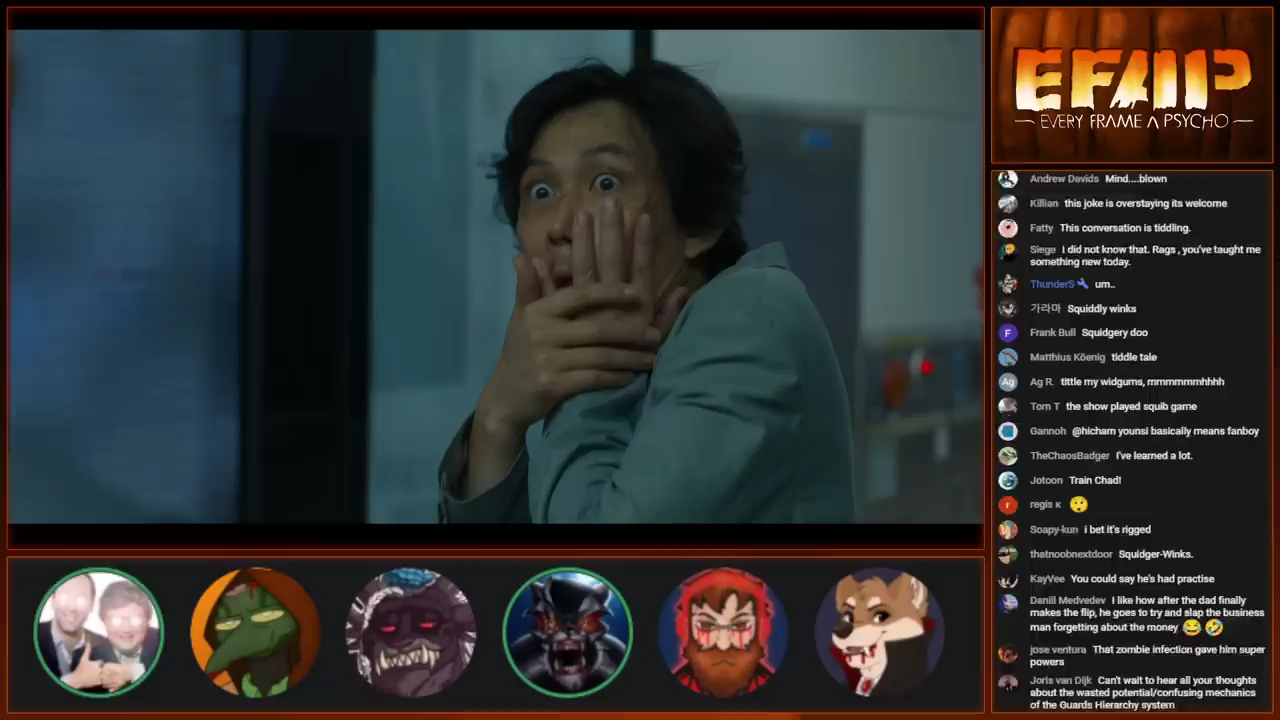 EFAP
EVERY FRAME A PSYCHO
Andrew Davids Mind....blown
Killian this joke is overstaying its welcome
Fatty This conversation is tiddling.
Siege I did not know that. Rags , you've taught me
something new today.
ThunderS um..
가라마 Squiddly winks
F Frank Bull Squidgery doo
Matthius Köenig tiddle tale
Ag Ag R. tittle my widgums, mmmmmmhhhh
Tom T the show played squib game
Gannoh @hicham younsi basically means fanboy
TheChaosBadger I've learned a lot.
Jotoon Train Chad!
r regis к 😲
Soapy-kun i bet it's rigged
thatnoobnextdoor Squidger-Winks.
KayVee You could say he's had practise
Daniil Medvedev I like how after the dad finally
makes the flip, he goes to try and slap the business
man forgetting about the money 😂 🤣
jose ventura That zombie infection gave him super
powers
Joris van Dijk Can't wait to hear all your thoughts
about the wasted potential/confusing mechanics
of the Guards Hierarchy system